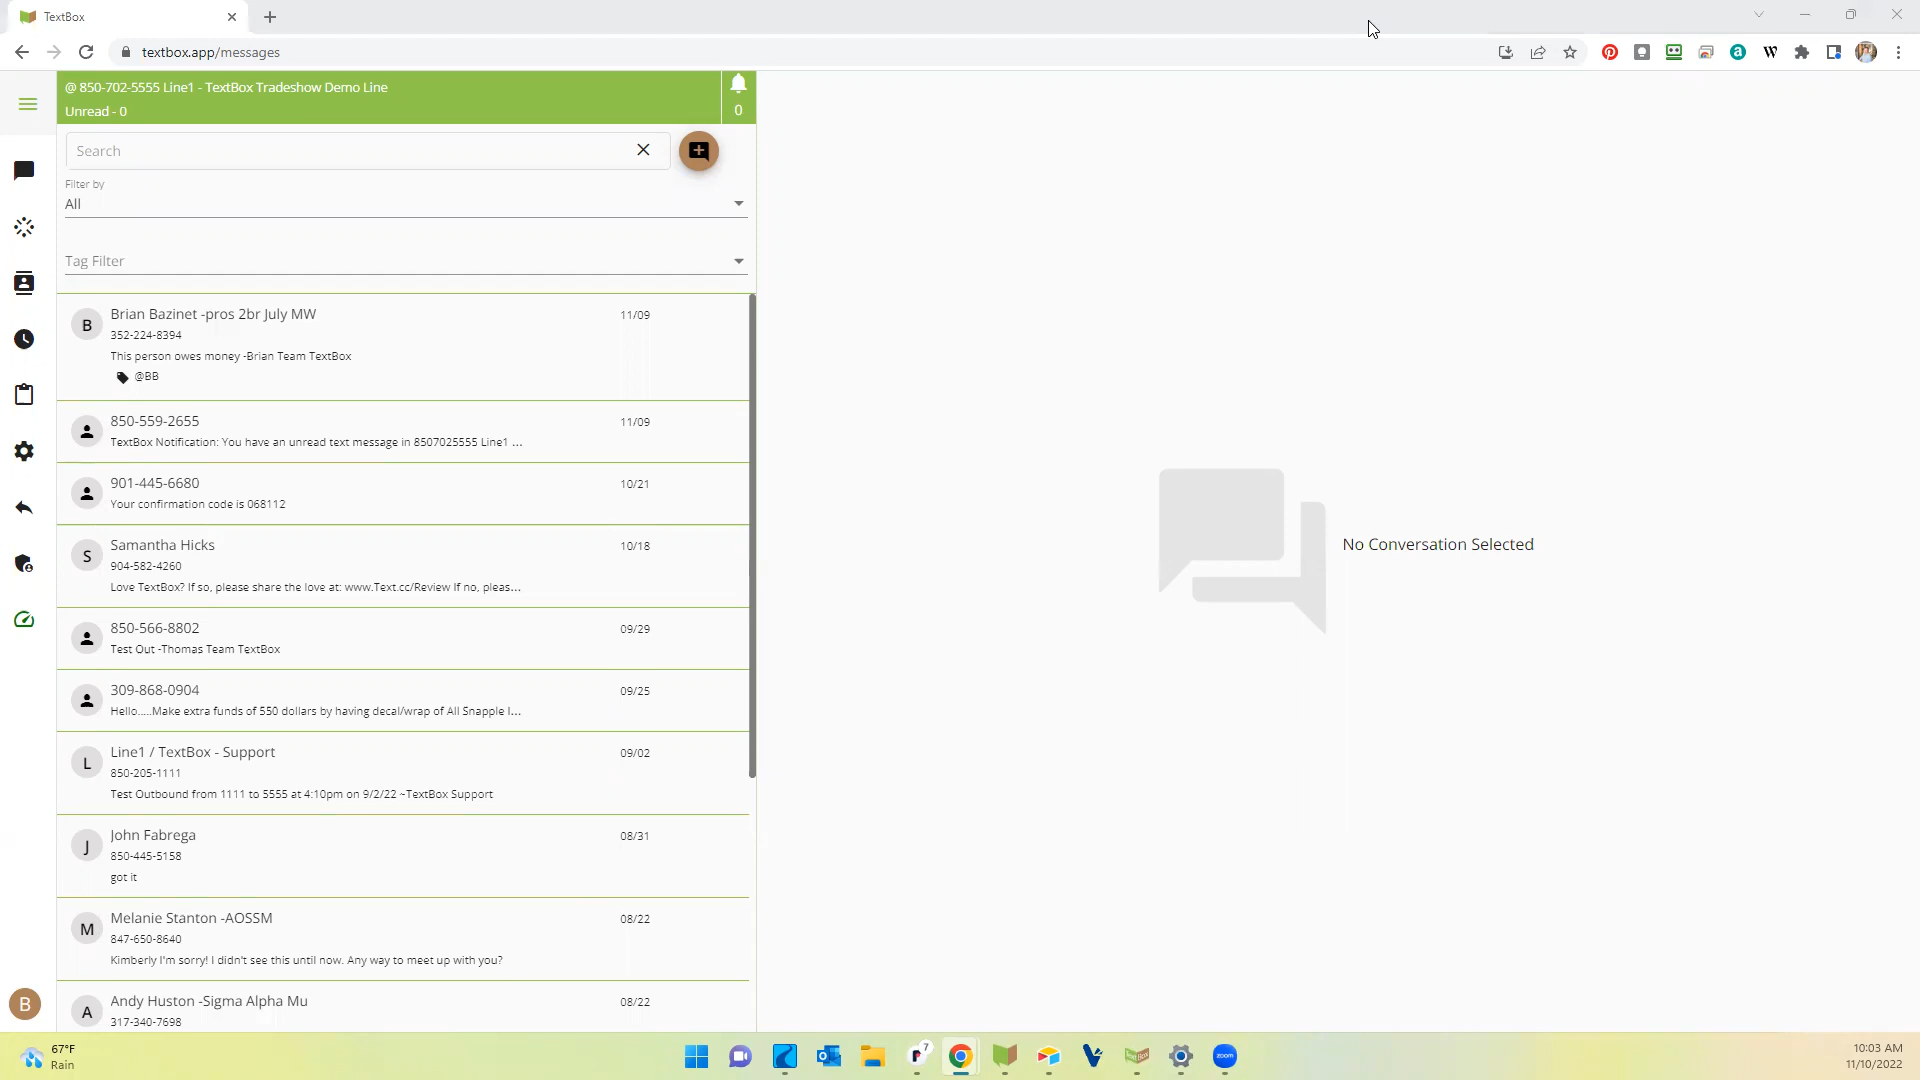 TextBox
textbox.app/messages
@ 850-702-5555 Line1 - TextBox Tradeshow Demo Line
Unread - 0
0
Search
Filter by
All
Tag Filter
B
Brian Bazinet -pros 2br July MW
11/09
352-224-8394
This person owes money -Brian Team TextBox
@BB
850-559-2655
11/09
TextBox Notification: You have an unread text message in 8507025555 Line1 ...
901-445-6680
10/21
Your confirmation code is 068112
S
Samantha Hicks
10/18
904-582-4260
Love TextBox? If so, please share the love at: www.Text.cc/Review If no, pleas...
850-566-8802
09/29
Test Out -Thomas Team TextBox
309-868-0904
09/25
Hello.....Make extra funds of 550 dollars by having decal/wrap of All Snapple I...
L
Line1 / TextBox - Support
09/02
850-205-1111
Test Outbound from 1111 to 5555 at 4:10pm on 9/2/22 ~TextBox Support
J
John Fabrega
08/31
850-445-5158
got it
M
Melanie Stanton -AOSSM
08/22
847-650-8640
Kimberly I'm sorry! I didn't see this until now. Any way to meet up with you?
A
Andy Huston -Sigma Alpha Mu
08/22
317-340-7698
No Conversation Selected
B
67°F
Rain
7
zoom
10:03 AM
11/10/2022